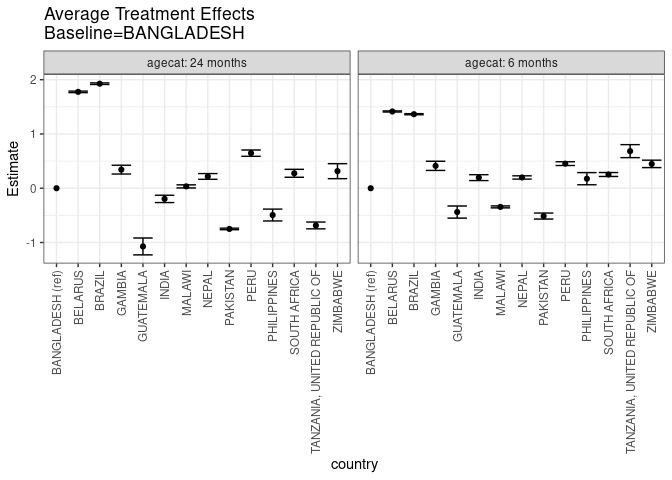 Average Treatment Effects
Baseline=BANGLADESH
agecat: 24 months
agecat: 6 months
Estimate
2
1
0
-1
BANGLADESH (ref)
BELARUS
BRAZIL
GAMBIA
GUATEMALA
INDIA
MALAWI
NEPAL
PAKISTAN
PERU
PHILIPPINES
SOUTH AFRICA
TANZANIA, UNITED REPUBLIC OF
ZIMBABWE
BANGLADESH (ref)
BELARUS
BRAZIL
GAMBIA
GUATEMALA
INDIA
MALAWI
NEPAL
PAKISTAN
PERU
PHILIPPINES
SOUTH AFRICA
TANZANIA, UNITED REPUBLIC OF
ZIMBABWE
country